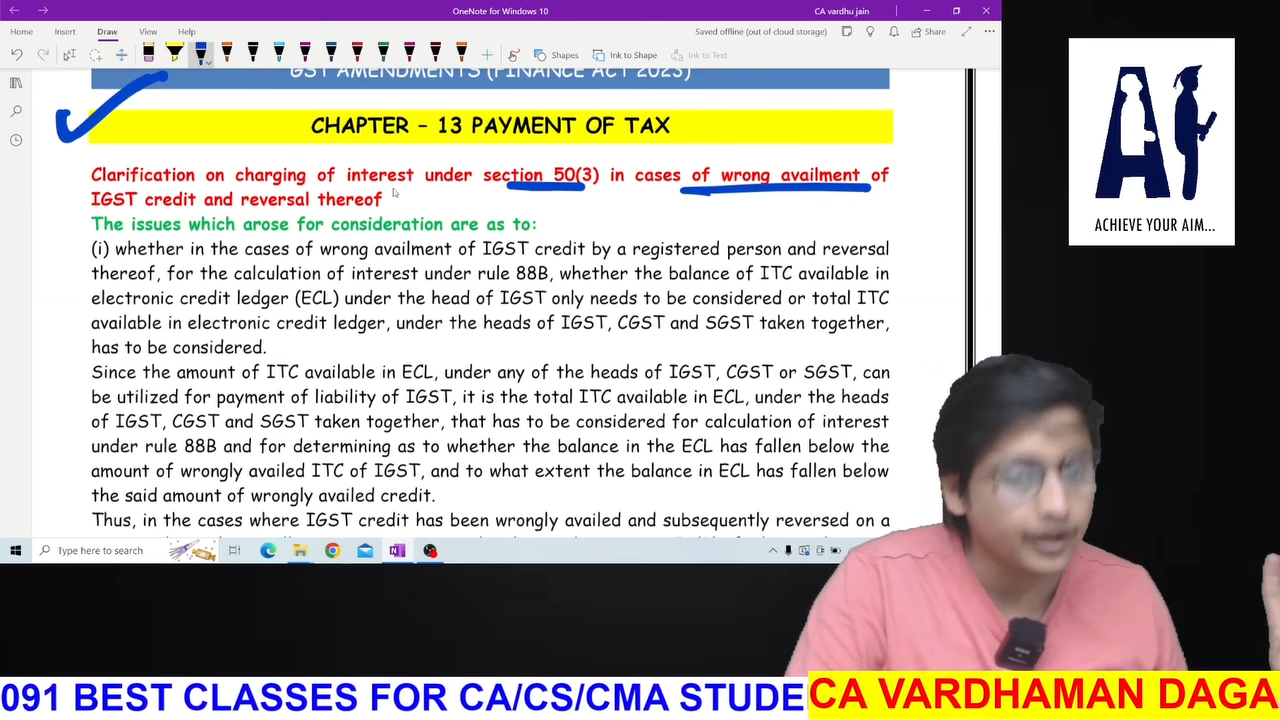 OneNote for Windows 10
CA vardhu jain
Home Insert Draw View Help
Saved offline (out of cloud storage)
Share
Shapes
Ink to Shape
Ink to Text
GST AMENDMENTS (FINANCE ACT 2023)
CHAPTER – 13 PAYMENT OF TAX
Clarification on charging of interest under section 50(3) in cases of wrong availment of
IGST credit and reversal thereof
The issues which arose for consideration are as to:
(i) whether in the cases of wrong availment of IGST credit by a registered person and reversal
thereof, for the calculation of interest under rule 88B, whether the balance of ITC available in
electronic credit ledger (ECL) under the head of IGST only needs to be considered or total ITC
available in electronic credit ledger, under the heads of IGST, CGST and SGST taken together,
has to be considered.
Since the amount of ITC available in ECL, under any of the heads of IGST, CGST or SGST, can
be utilized for payment of liability of IGST, it is the total ITC available in ECL, under the heads
of IGST, CGST and SGST taken together, that has to be considered for calculation of interest
under rule 88B and for determining as to whether the balance in the ECL has fallen below the
amount of wrongly availed ITC of IGST, and to what extent the balance in ECL has fallen below
the said amount of wrongly availed credit.
Thus, in the cases where IGST credit has been wrongly availed and subsequently reversed on a
Type here to search
AI
ACHIEVE YOUR AIM...
091 BEST CLASSES FOR CA/CS/CMA STUDE
CA VARDHAMAN DAGA